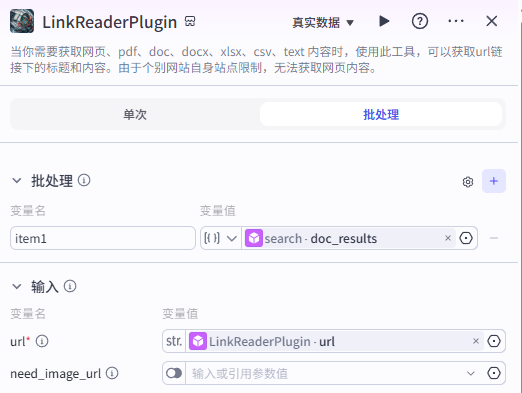 LinkReaderPlugin 真实数据
当你需要获取网页、pdf、doc、docx、xlsx、csv、text 内容时，使用此工具，可以获取url链
接下的标题和内容。由于个别网站自身站点限制，无法获取网页内容。
单次 批处理
批处理
变量名 变量值
item1 [{}] search · doc_results
输入
变量名 变量值
url* str. LinkReaderPlugin · url
need_image_url 输入或引用参数值